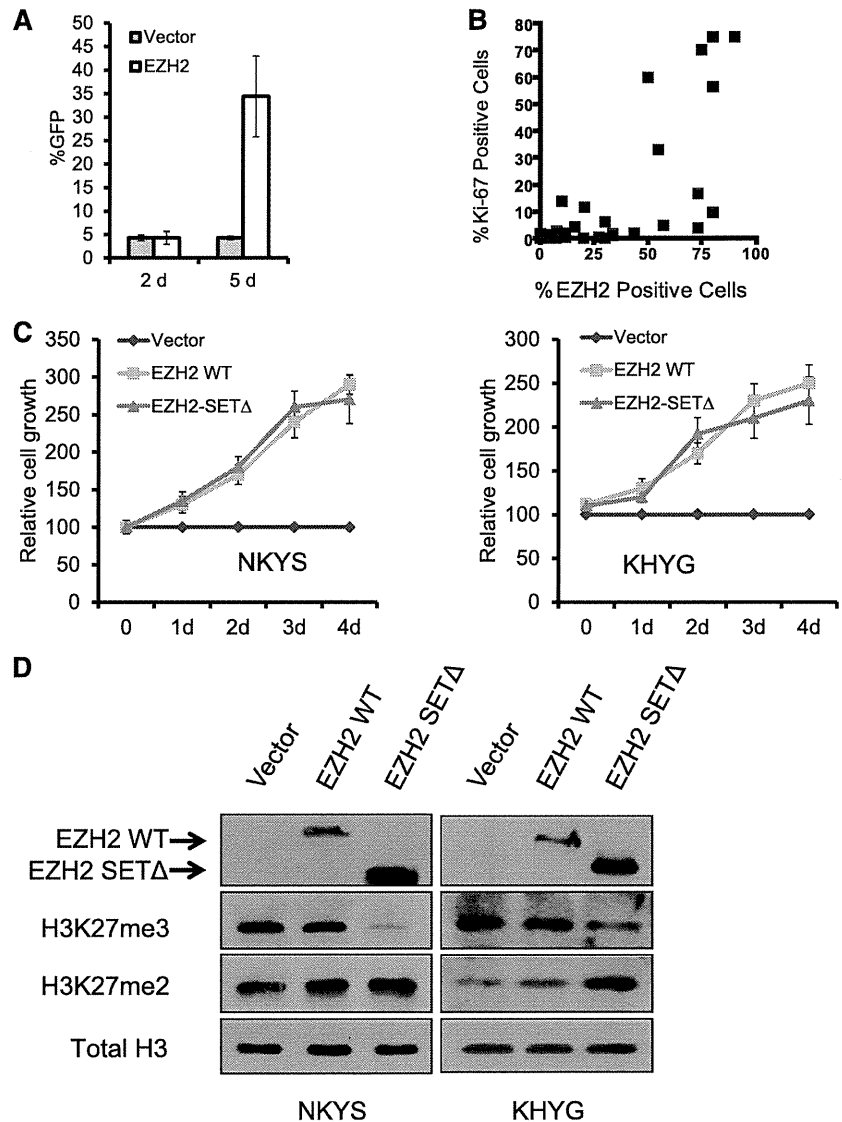 A
50
45
40
35
30
25
20
15
10
5
0
%GFP
Vector
EZH2
2 d
5 d
B
80
70
60
50
40
30
20
10
0
% Ki-67 Positive Cells
0
25
50
75
100
% EZH2 Positive Cells
C
350
300
250
200
150
100
50
0
Relative cell growth
Vector
EZH2 WT
EZH2-SETΔ
NKYS
0
1d
2d
3d
4d
300
250
200
150
100
50
0
Relative cell growth
Vector
EZH2 WT
EZH2-SETΔ
KHYG
0
1d
2d
3d
4d
D
Vector
EZH2 WT
EZH2 SETΔ
Vector
EZH2 WT
EZH2 SETΔ
EZH2 WT
EZH2 SETΔ
H3K27me3
H3K27me2
Total H3
NKYS
KHYG